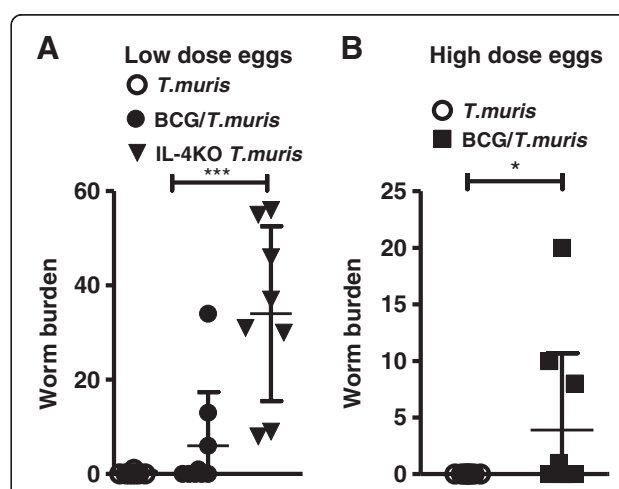 A
Low dose eggs
T.muris
BCG/T.muris
IL-4KO T.muris
***
Worm burden
60
40
20
0
B
High dose eggs
T.muris
BCG/T.muris
*
Worm burden
25
20
15
10
5
0